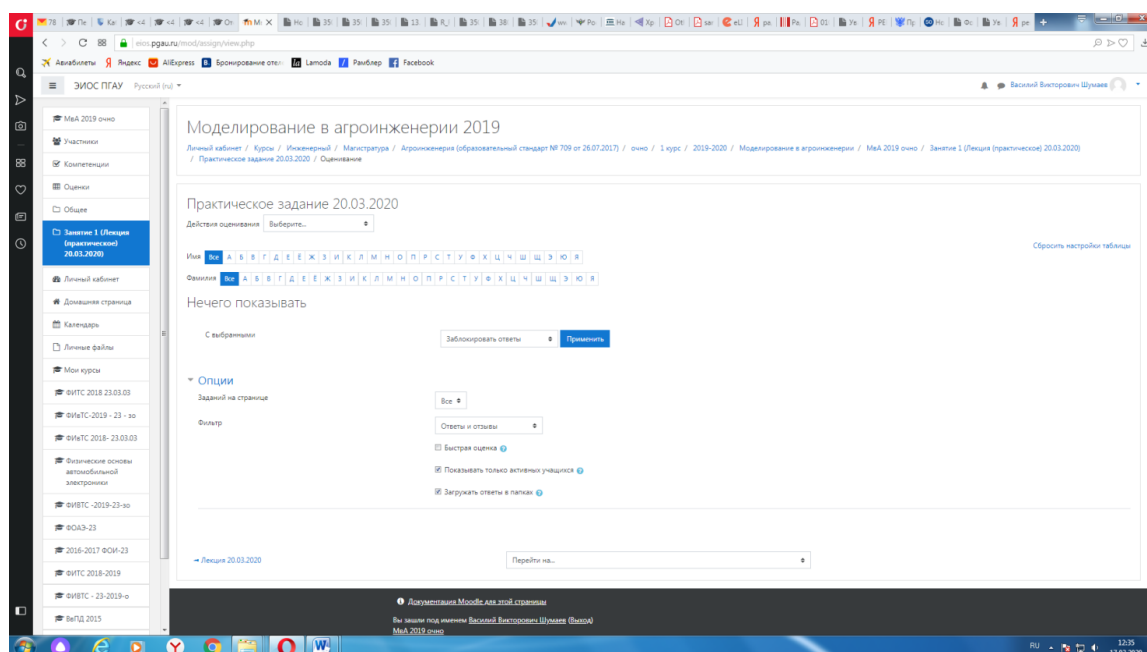 eios.pgau.ru/mod/assign/view.php
Авиабилеты Яндекс AliExpress Бронирование отел Lamoda Рамблер Facebook
ЭИОС ПГАУ Русский (ru)
Василий Викторович Шумаев
МвА 2019 очно
Участники
Компетенции
Оценки
Общее
Занятие 1 (Лекция
(практическое)
20.03.2020)
Личный кабинет
Домашняя страница
Календарь
Личные файлы
Мои курсы
ФИТС 2018 23.03.03
ФИвТС-2019 - 23 - зо
ФИвТС 2018- 23.03.03
Физические основы
автомобильной
электроники
ФИВТС -2019-23-зо
ФОАЭ-23
2016-2017 ФОИ-23
ФИТС 2018-2019
ФИВТС - 23-2019-о
ВвПД 2015
Моделирование в агроинженерии 2019
Личный кабинет / Курсы / Инженерный / Магистратура / Агроинженерия (образовательный стандарт № 709 от 26.07.2017) / очно / 1 курс / 2019-2020 / Моделирование в агроинженерии / МвА 2019 очно / Занятие 1 (Лекция (практическое) 20.03.2020)
/ Практическое задание 20.03.2020 / Оценивание
Практическое задание 20.03.2020
Действия оценивания Выберите...
Сбросить настройки таблицы
Имя Все А Б В Г Д Е Ё Ж З И К Л М Н О П Р С Т У Ф Х Ц Ч Ш Щ Э Ю Я
Фамилия Все А Б В Г Д Е Ё Ж З И К Л М Н О П Р С Т У Ф Х Ц Ч Ш Щ Э Ю Я
Нечего показывать
С выбранными Заблокировать ответы Применить
Опции
Заданий на странице Все
Фильтр Ответы и отзывы
Быстрая оценка
Показывать только активных учащихся
Загружать ответы в папках
Лекция 20.03.2020 Перейти на...
Документация Moodle для этой страницы
Вы зашли под именем Василий Викторович Шумаев (Выход)
МвА 2019 очно
RU 12:35